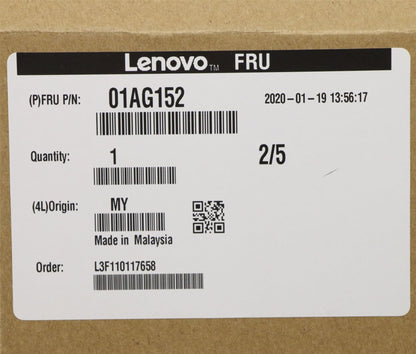 Lenovo™ FRU
(P)FRU P/N: 01AG152 2020-01-19 13:56:17
Quantity: 1 2/5
(4L)Origin: MY
Made in Malaysia
Order: L3F110117658